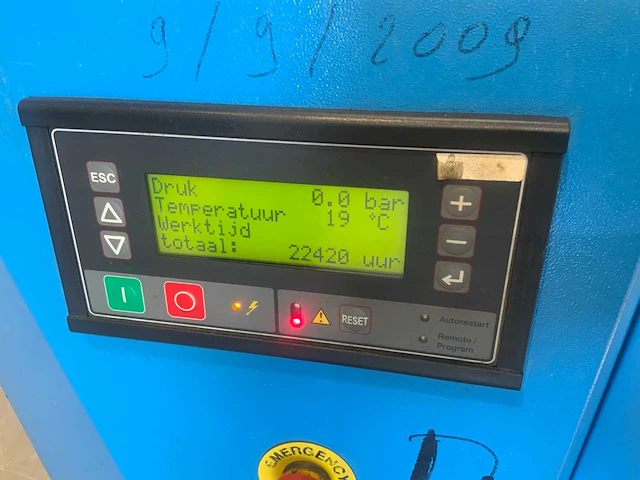 9/9/2009
ESC
Druk 0.0 bar
Temperatuur 19 °C
Werktijd
totaal: 22420 uur
RESET
Autorestart
Remote/
Program
EMERGENCY